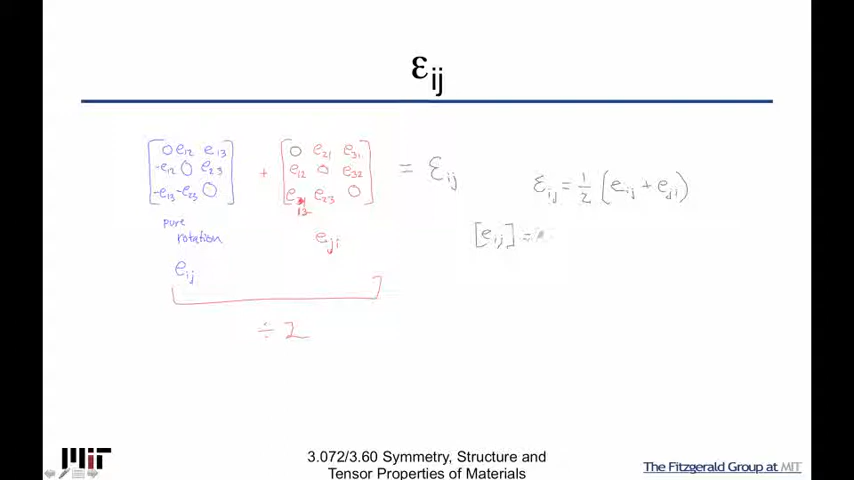 εij
0 e12 e13
-e12 0 e23
-e13 -e23 0
+
0 e21 e31
e12 0 e32
e23 0
13
= εij
εij = 1/2 (eij + eji)
[eij] =
pure
rotation
eij
eji
÷ 2
MIT
3.072/3.60 Symmetry, Structure and
Tensor Properties of Materials
The Fitzgerald Group at MIT